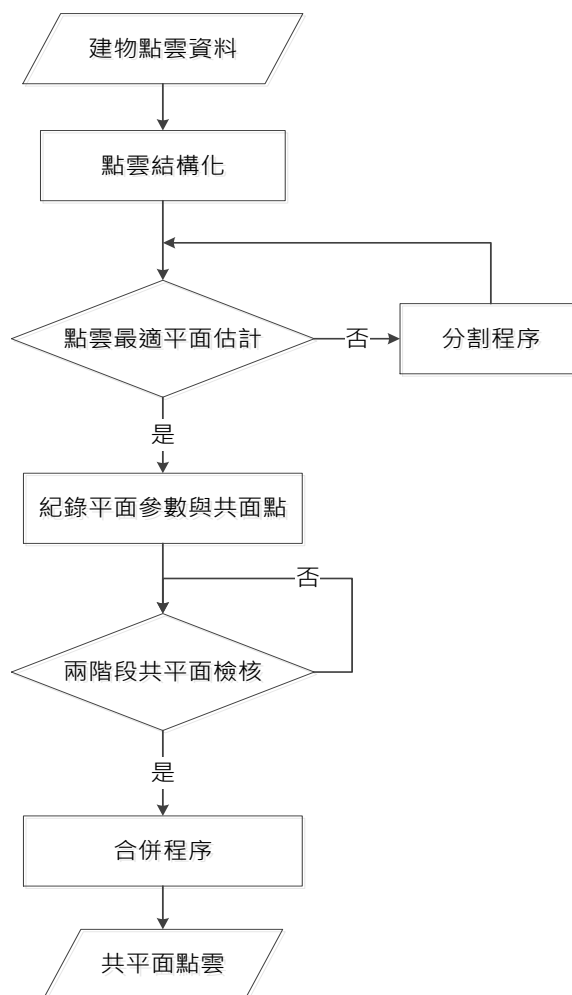 建物點雲資料
點雲結構化
點雲最適平面估計
否
分割程序
是
紀錄平面參數與共面點
否
兩階段共平面檢核
是
合併程序
共平面點雲